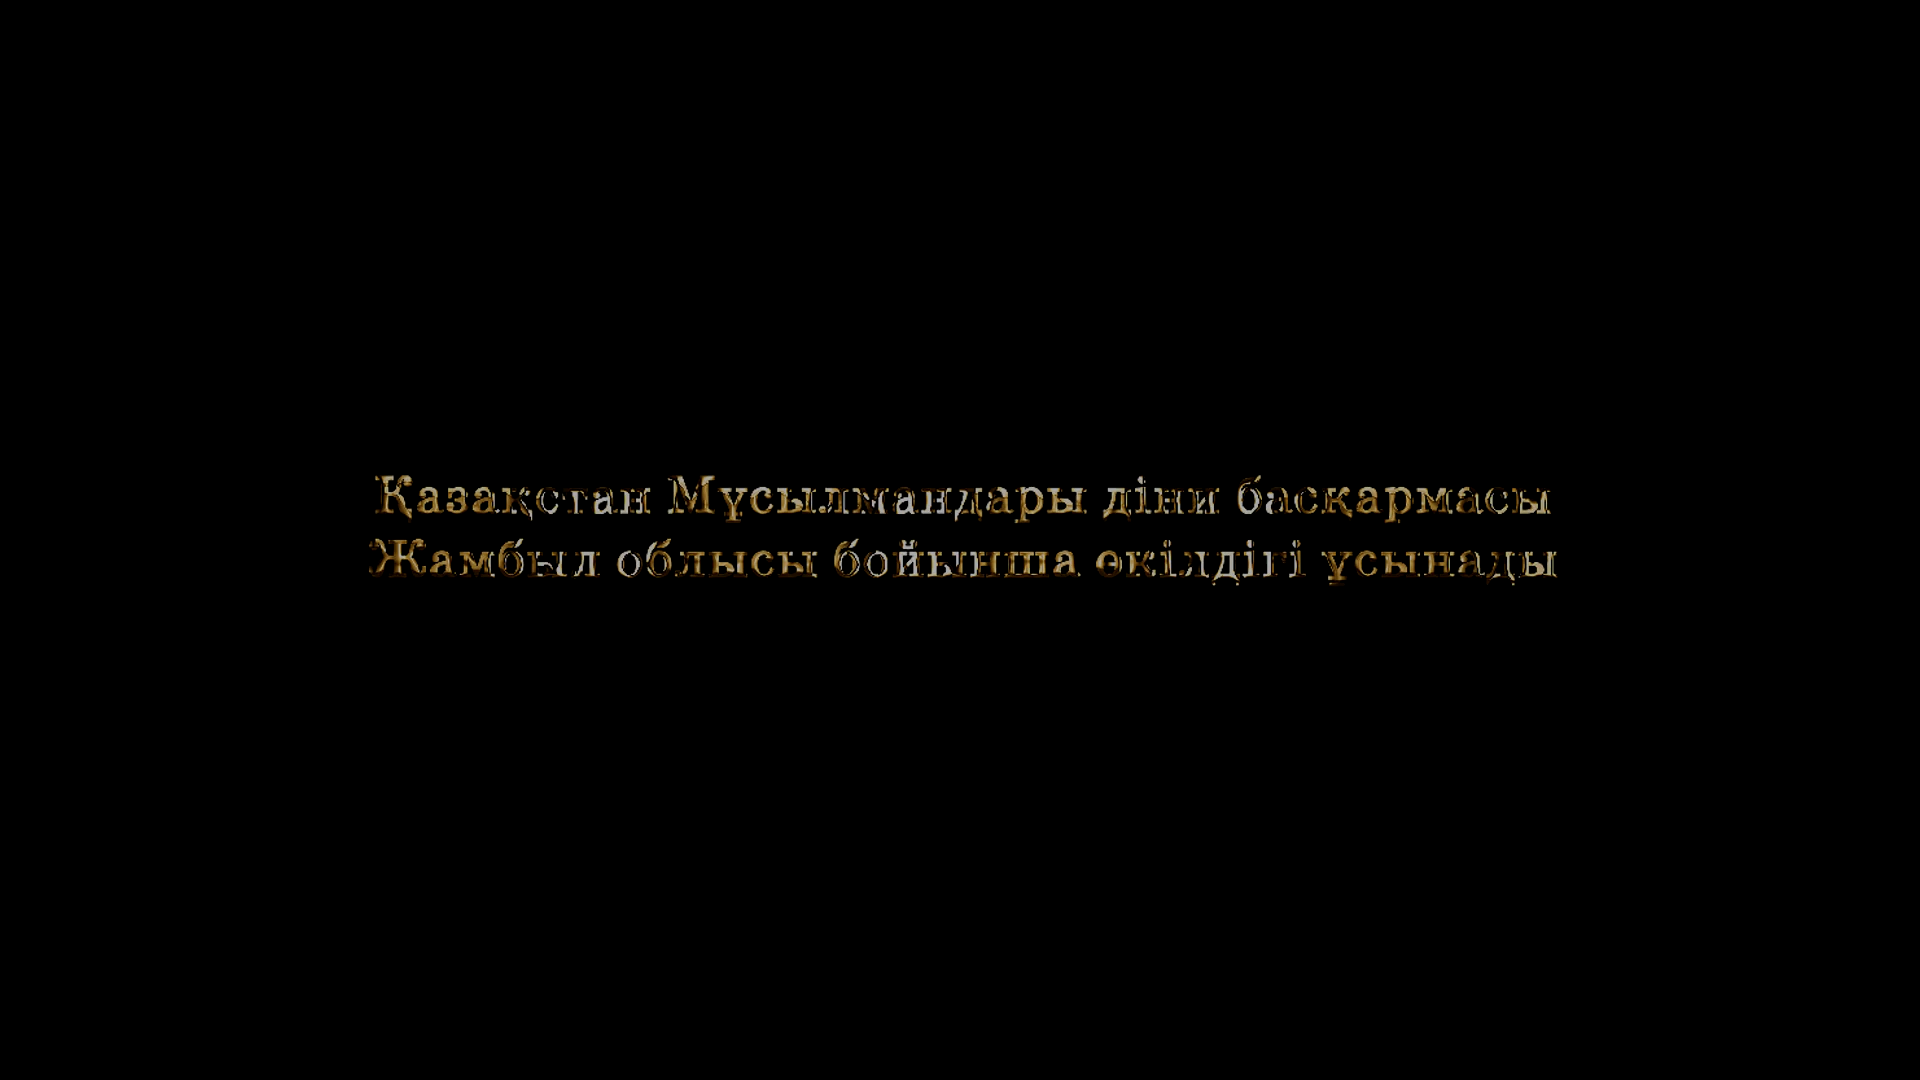 Қазақстан Мұсылмандары діни басқармасы
Жамбыл облысы бойынша өкілдігі ұсынады